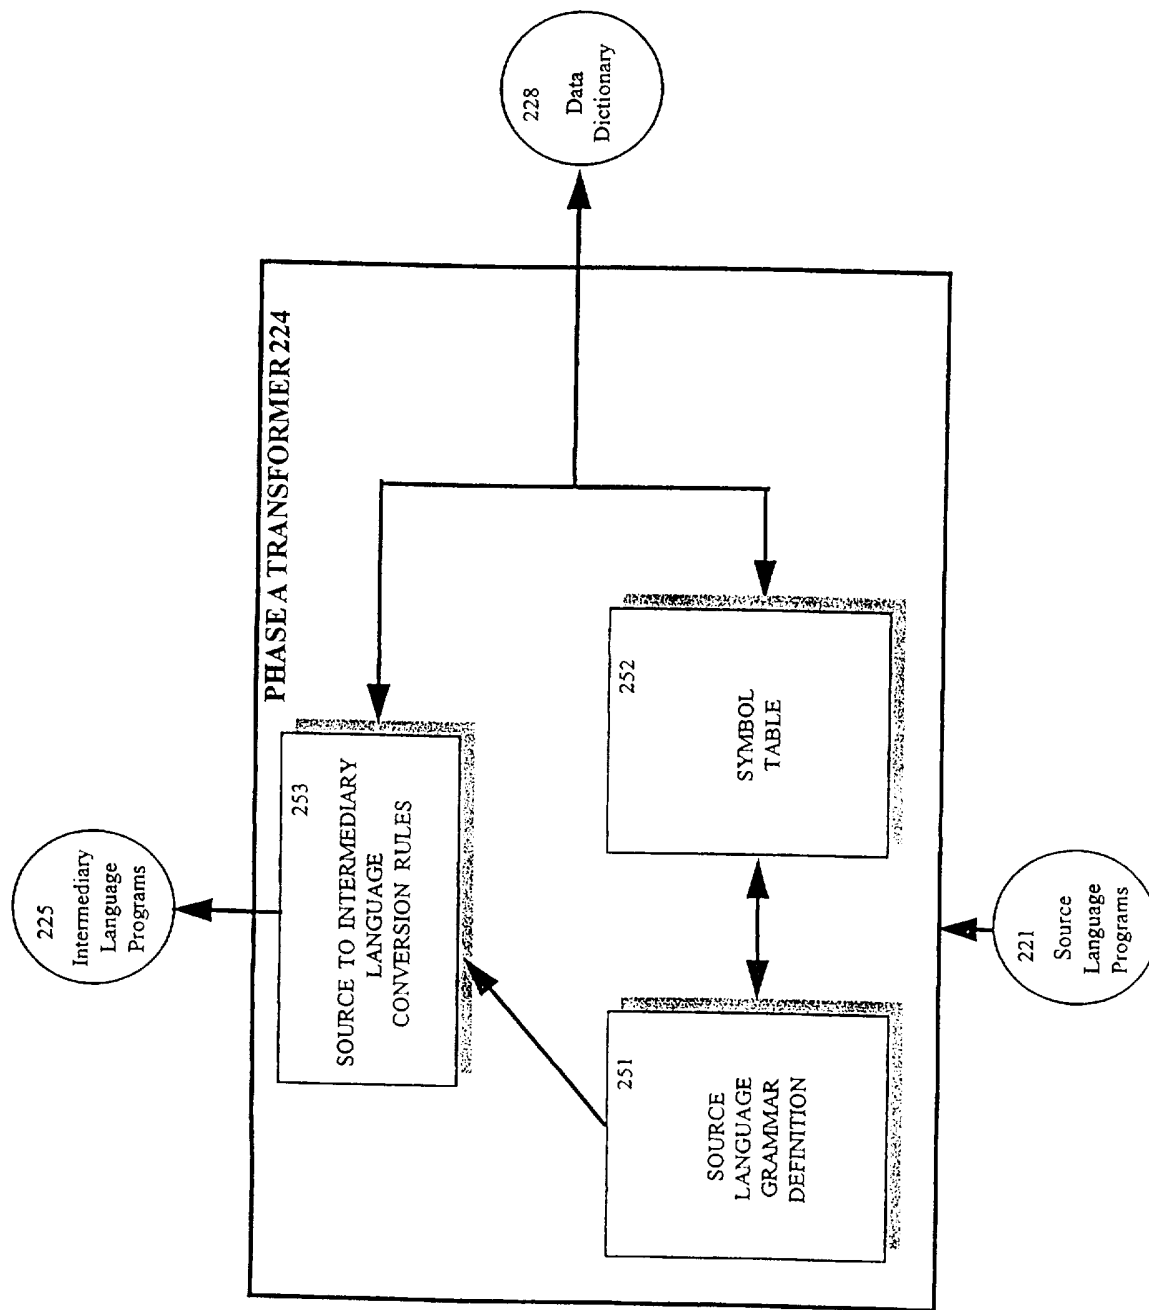 PHASE A TRANSFORMER 224
225
Intermediary
Language
Programs
253
SOURCE TO INTERMEDIARY
LANGUAGE
CONVERSION RULES
228
Data
Dictionary
251
SOURCE
LANGUAGE
GRAMMAR
DEFINITION
252
SYMBOL
TABLE
221
Source
Language
Programs